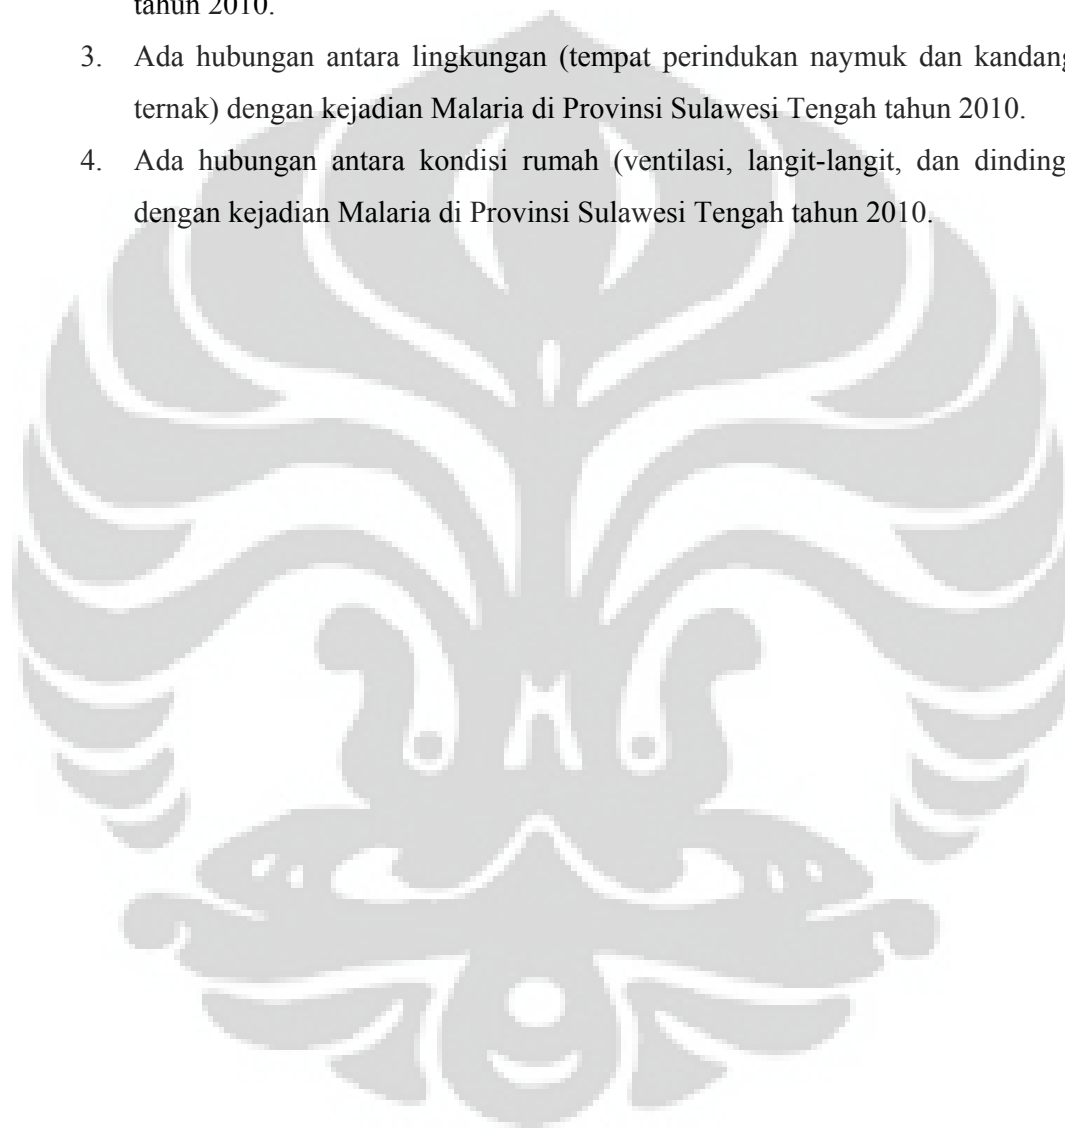 tahun 2010.
3. Ada hubungan antara lingkungan (tempat perindukan naymuk dan kandang
ternak) dengan kejadian Malaria di Provinsi Sulawesi Tengah tahun 2010.
4. Ada hubungan antara kondisi rumah (ventilasi, langit-langit, dan dinding
dengan kejadian Malaria di Provinsi Sulawesi Tengah tahun 2010.